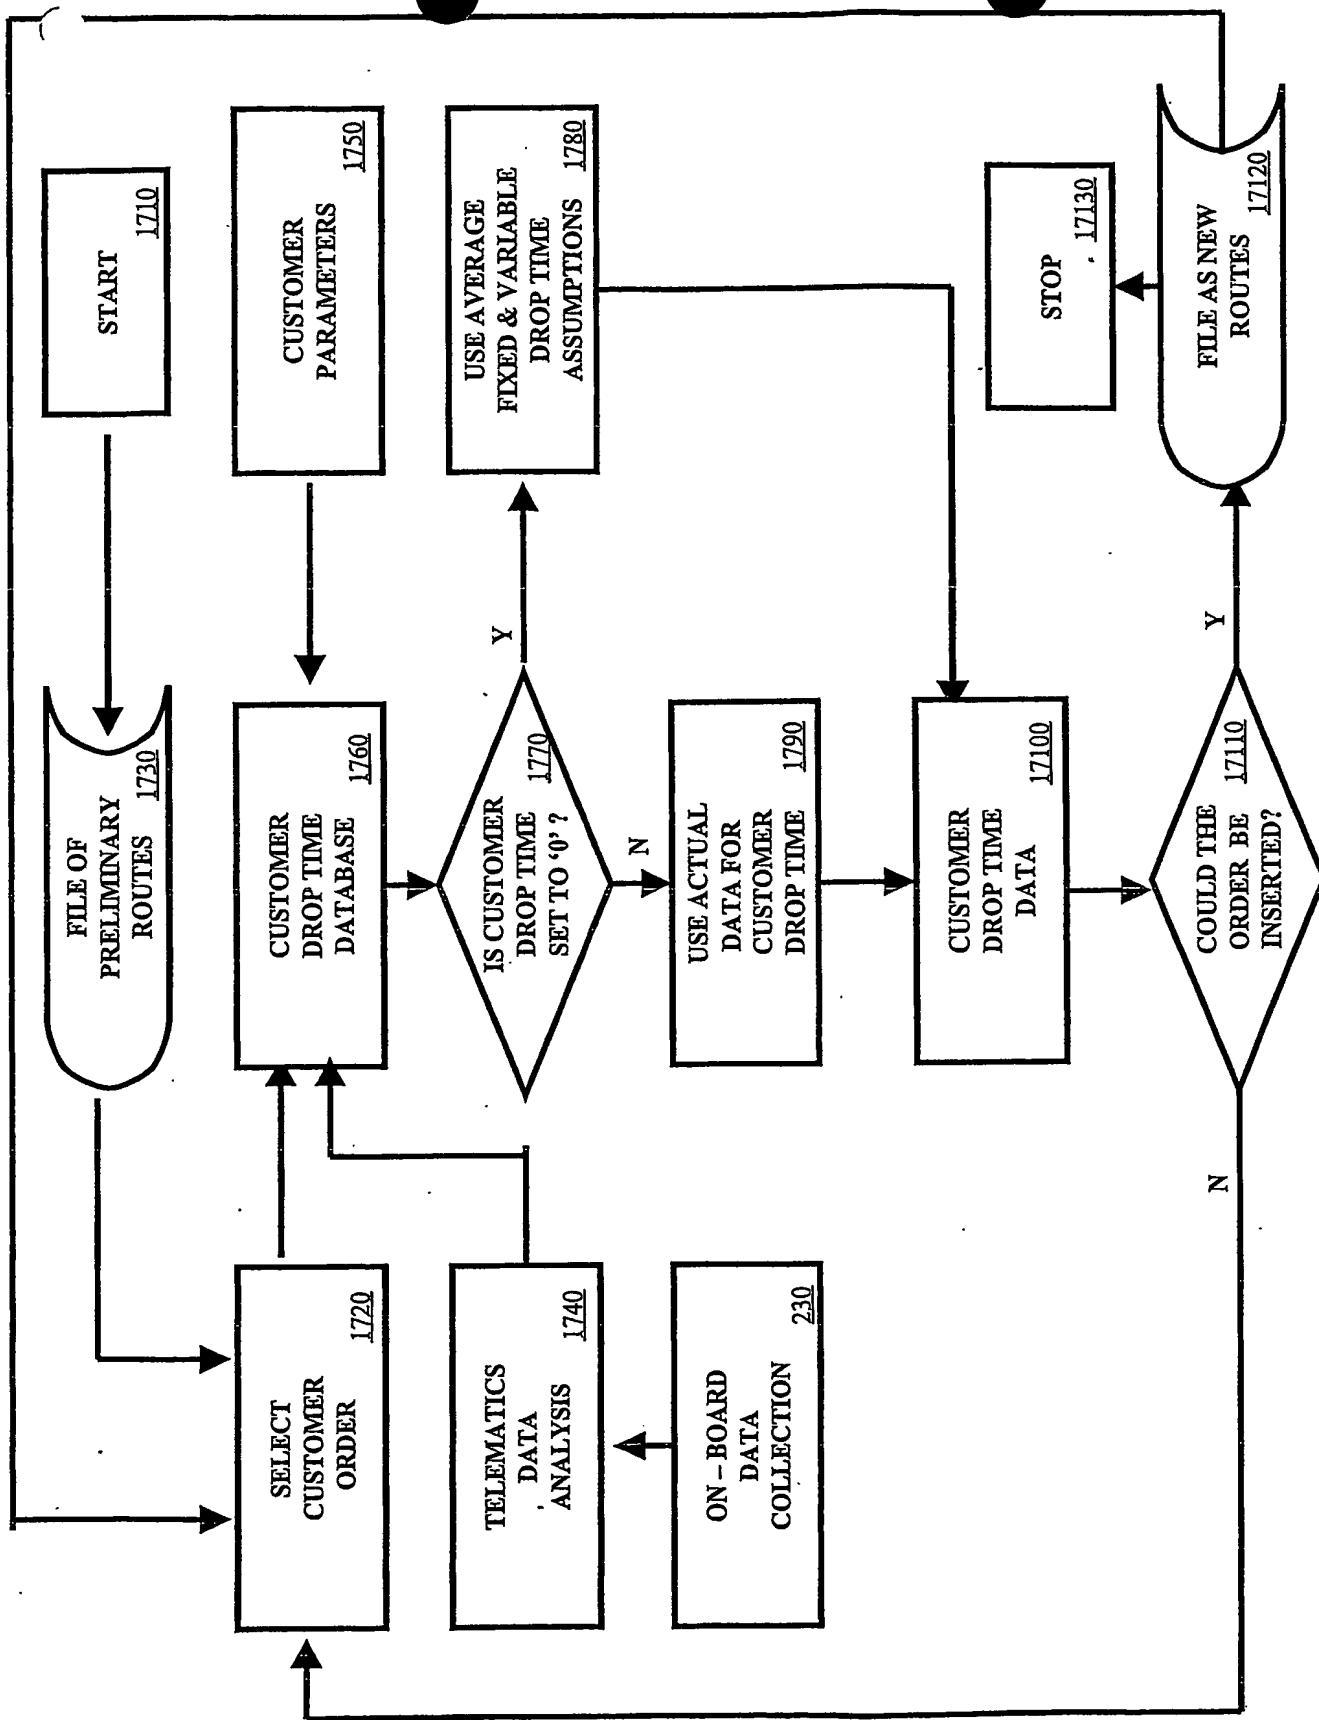 FILE OF
PRELIMINARY
ROUTES
1730
START
1710
SELECT
CUSTOMER
ORDER
1720
CUSTOMER
DROP TIME
DATABASE
1760
CUSTOMER
PARAMETERS
1750
TELEMATICS
DATA
ANALYSIS
1740
IS CUSTOMER
DROP TIME
SET TO ‘0’ ?
1770
Y
USE AVERAGE
FIXED & VARIABLE
DROP TIME
ASSUMPTIONS
1780
N
ON – BOARD
DATA
COLLECTION
230
USE ACTUAL
DATA FOR
CUSTOMER
DROP TIME
1790
CUSTOMER
DROP TIME
DATA
17100
STOP
17130
N
COULD THE
ORDER BE
INSERTED?
17110
Y
FILE AS NEW
ROUTES
17120